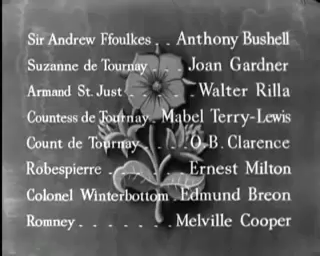 Sir Andrew Ffoulkes . . Anthony Bushell
Suzanne de Tournay . . . Joan Gardner
Armand St. Just . . . . . Walter Rilla
Countess de Tournay . Mabel Terry-Lewis
Count de Tournay . . . . O. B. Clarence
Robespierre . . . . . . Ernest Milton
Colonel Winterbottom . Edmund Breon
Romney . . . . . . . Melville Cooper